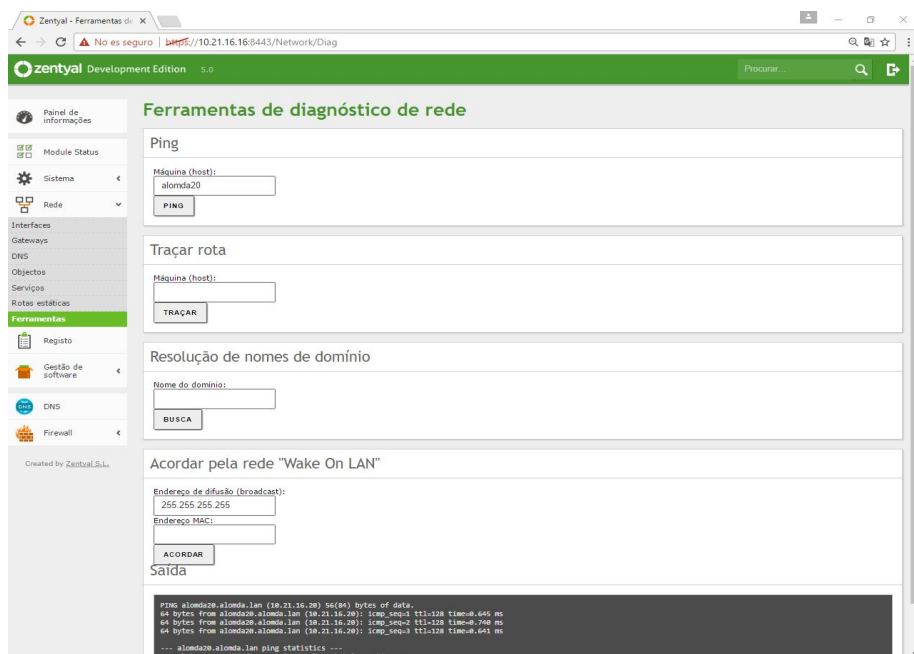 Zentyal - Ferramentas de
No es seguro | https://10.21.16.16:8443/Network/Diag
zentyal Development Edition 5.0
Procurar...
Painel de informações
Module Status
Sistema
Rede
Interfaces
Gateways
DNS
Objectos
Serviços
Rotas estáticas
Ferramentas
Registo
Gestão de software
DNS
Firewall
Created by Zentyal S.L.
Ferramentas de diagnóstico de rede
Ping
Máquina (host):
alomda20
PING
Traçar rota
Máquina (host):
TRAÇAR
Resolução de nomes de domínio
Nome do domínio:
BUSCA
Acordar pela rede "Wake On LAN"
Endereço de difusão (broadcast):
255.255.255.255
Endereço MAC:
ACORDAR
Saída
PING alomda20.alomda.lan (10.21.16.20) 56(84) bytes of data.
64 bytes from alomda20.alomda.lan (10.21.16.20): icmp_seq=1 ttl=128 time=0.645 ms
64 bytes from alomda20.alomda.lan (10.21.16.20): icmp_seq=2 ttl=128 time=0.740 ms
64 bytes from alomda20.alomda.lan (10.21.16.20): icmp_seq=3 ttl=128 time=0.641 ms
--- alomda20.alomda.lan ping statistics ---